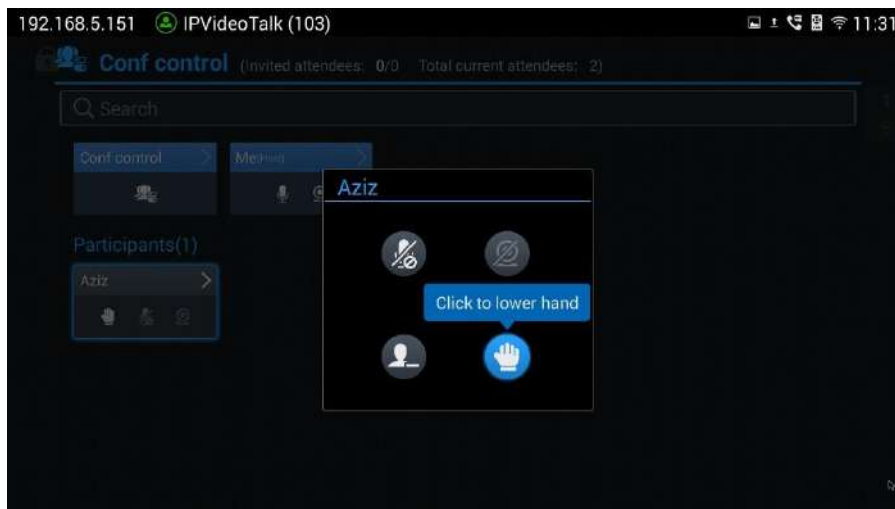 192.168.5.151 IPVideoTalk (103) 11:31
Conf control (Invited attendees: 0/0 Total current attendees: 2)
Search
Conf control
Aziz
Participants(1)
Aziz
Click to lower hand